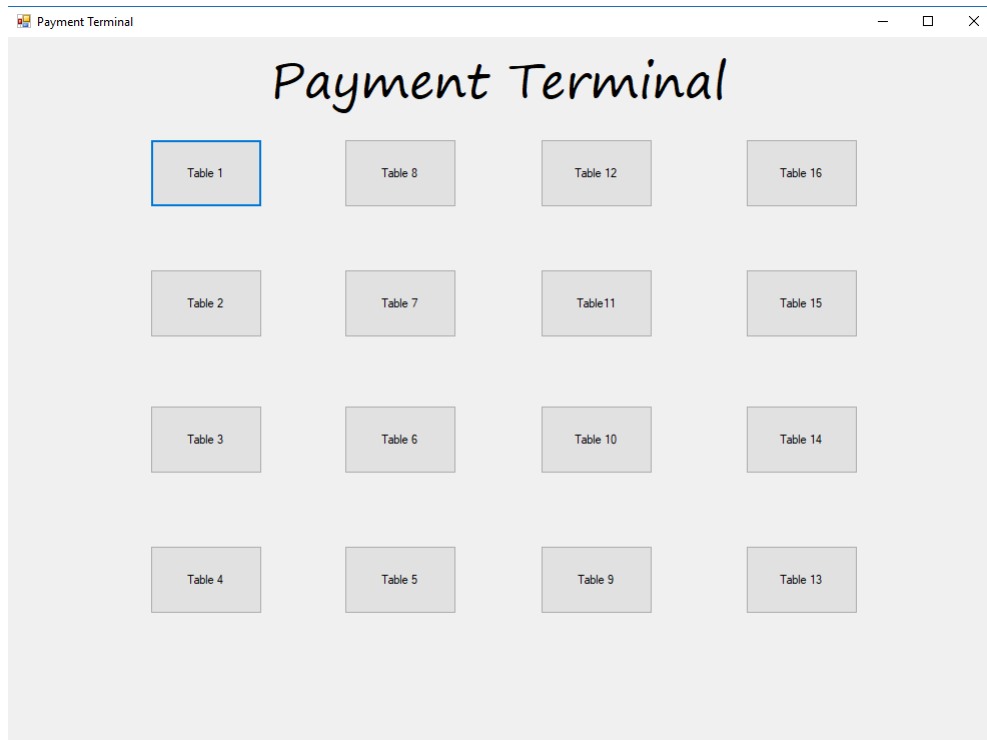 Payment Terminal
Payment Terminal
Table 1
Table 8
Table 12
Table 16
Table 2
Table 7
Table11
Table 15
Table 3
Table 6
Table 10
Table 14
Table 4
Table 5
Table 9
Table 13